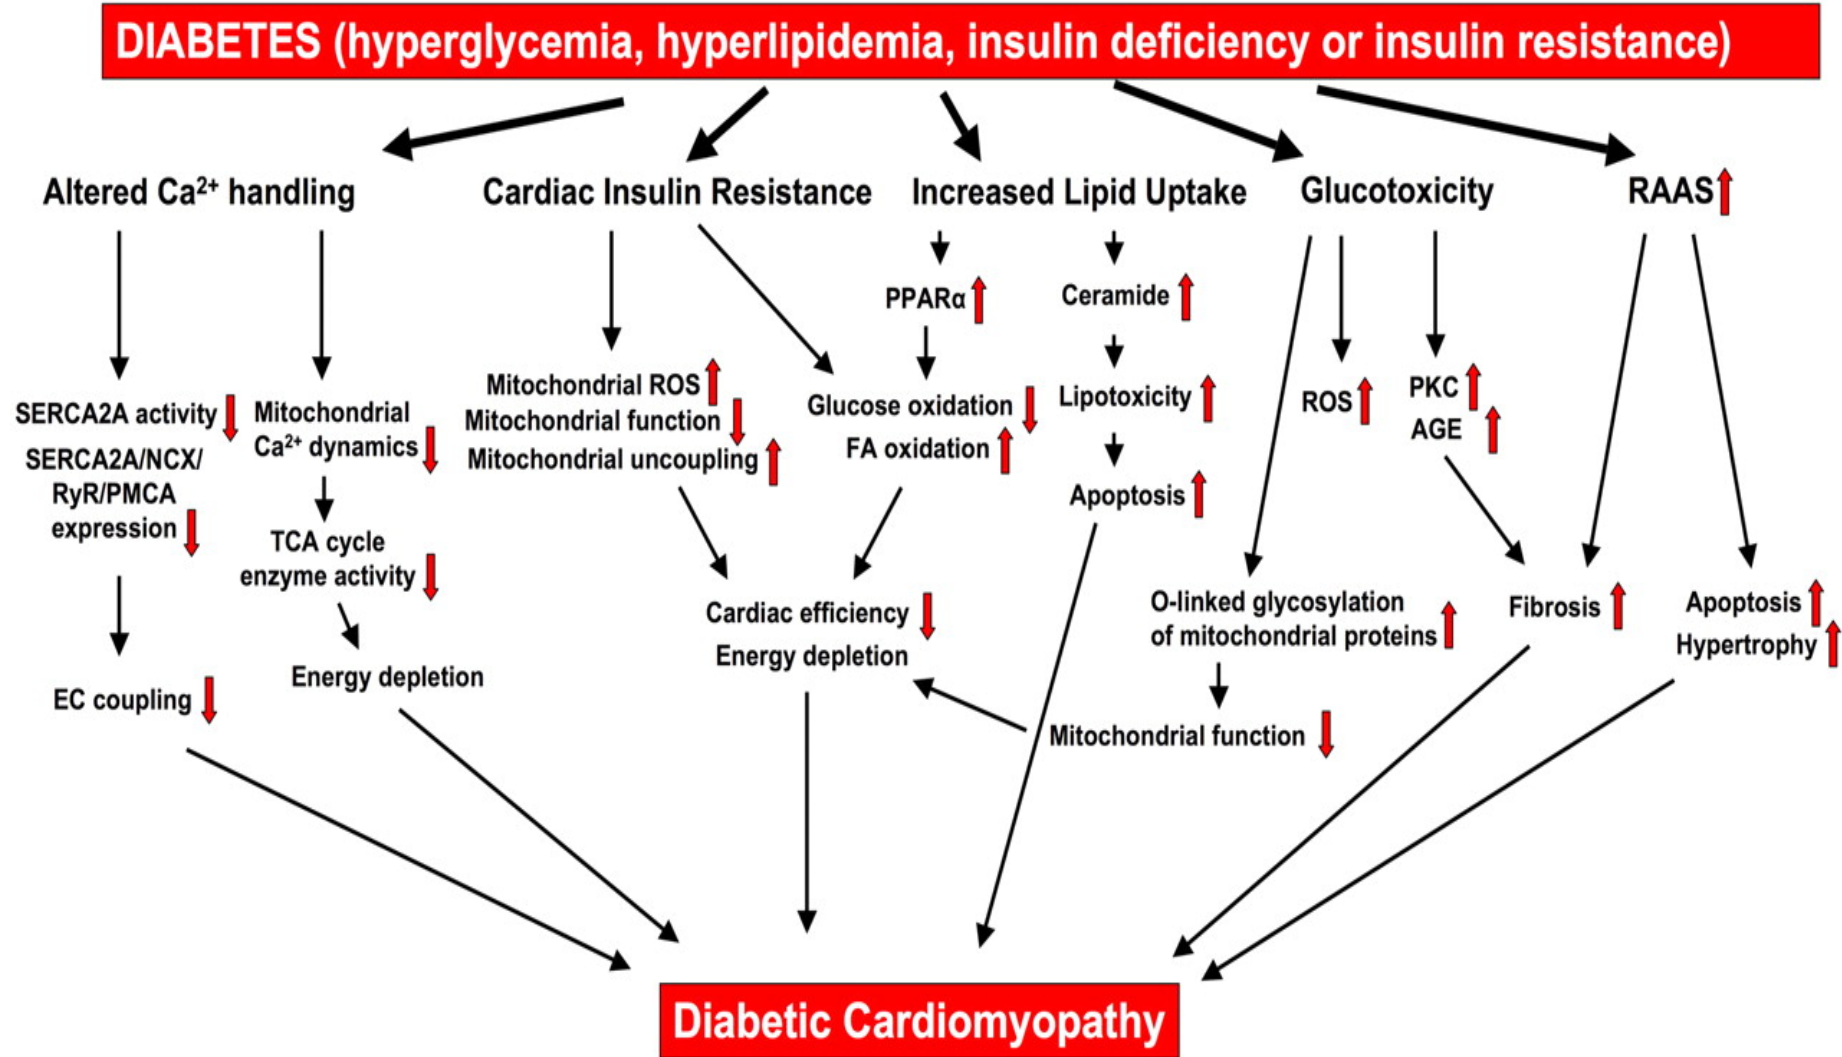 DIABETES (hyperglycemia, hyperlipidemia, insulin deficiency or insulin resistance)
Altered Ca²⁺ handling
Cardiac Insulin Resistance
Increased Lipid Uptake
Glucotoxicity
RAAS
SERCA2A activity
SERCA2A/NCX/
RyR/PMCA
expression
EC coupling
Mitochondrial
Ca²⁺ dynamics
TCA cycle
enzyme activity
Energy depletion
Mitochondrial ROS
Mitochondrial function
Mitochondrial uncoupling
PPARα
Glucose oxidation
FA oxidation
Cardiac efficiency
Energy depletion
Ceramide
Lipotoxicity
Apoptosis
ROS
PKC
AGE
O-linked glycosylation
of mitochondrial proteins
Mitochondrial function
Fibrosis
Apoptosis
Hypertrophy
Diabetic Cardiomyopathy